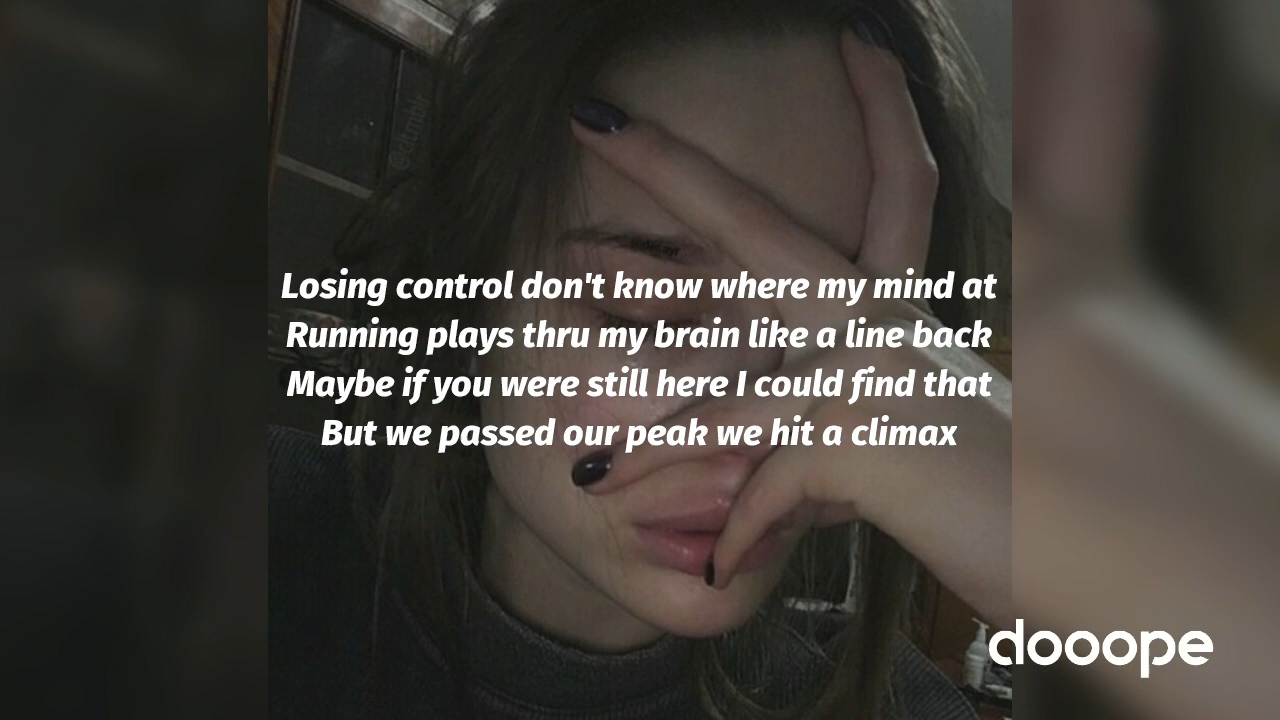 Losing control don't know where my mind at
Running plays thru my brain like a line back
Maybe if you were still here I could find that
But we passed our peak we hit a climax
dooope